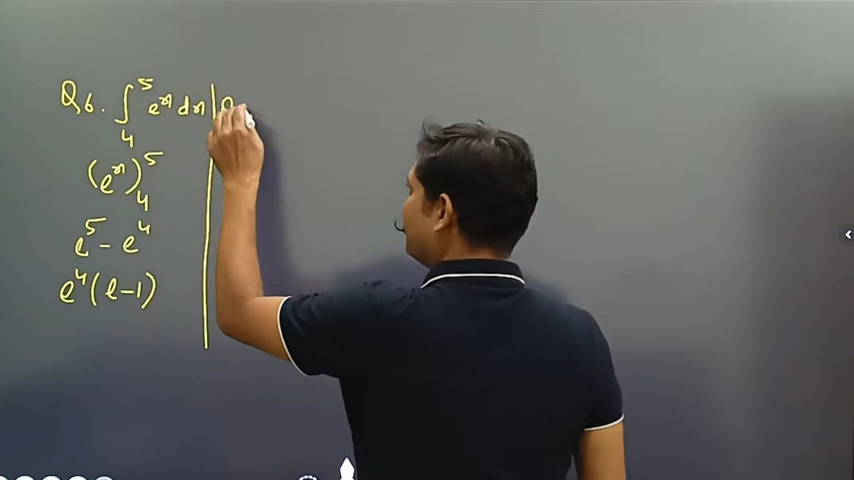 Q6. ∫₄⁵ eˣ dx
(eˣ)₄⁵
e⁵ - e⁴
e⁴(e-1)